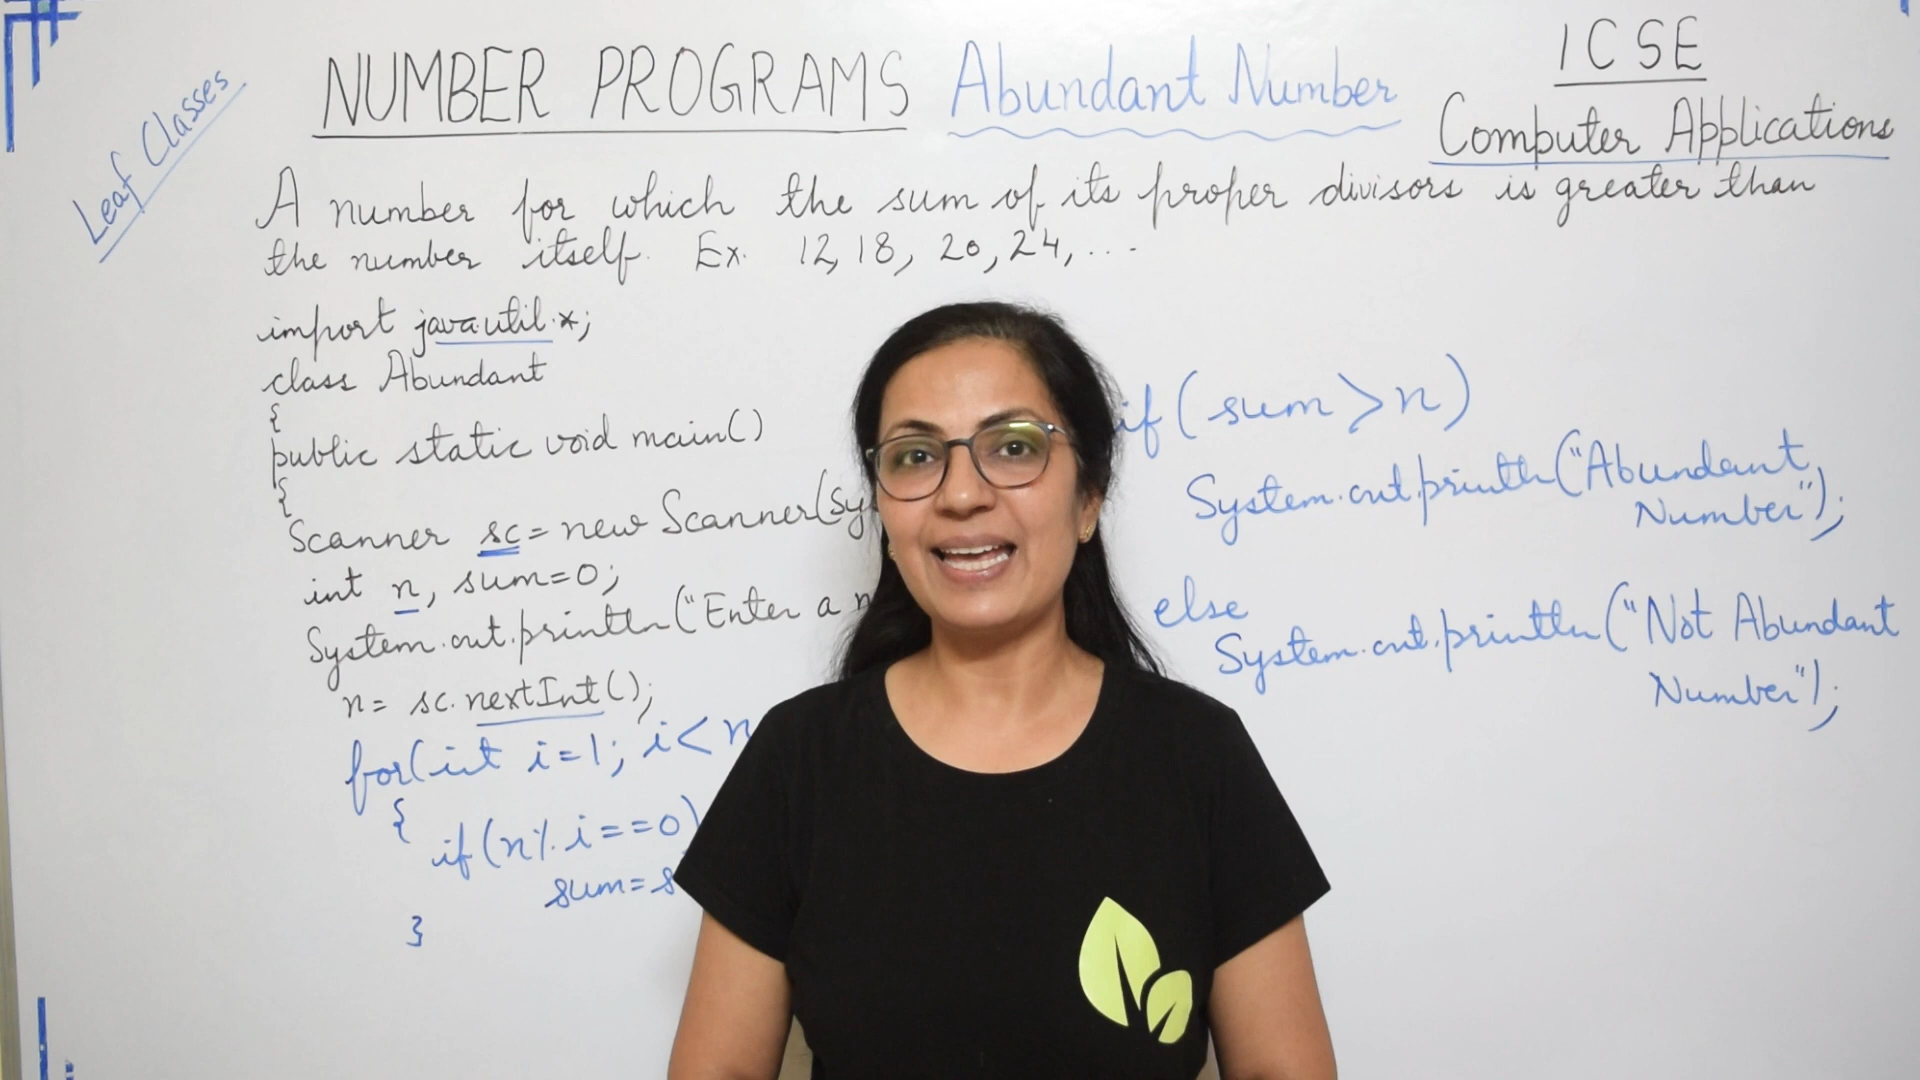 NUMBER PROGRAMS Abundant Number
ICSE
Computer Applications
Leaf Classes
A number for which the sum of its proper divisors is greater than
the number itself. Ex. 12, 18, 20, 24, ...
import java.util.*;
class Abundant
{
public static void main()
{
Scanner sc = new Scanner(Sy
int n, sum=0;
System.out.println("Enter a n
n= sc.nextInt();
for(int i=1; i<n
{
if(n%i==0)
sum=s
}
if(sum>n)
System.out.println("Abundant
Number");
else
System.out.println("Not Abundant
Number");